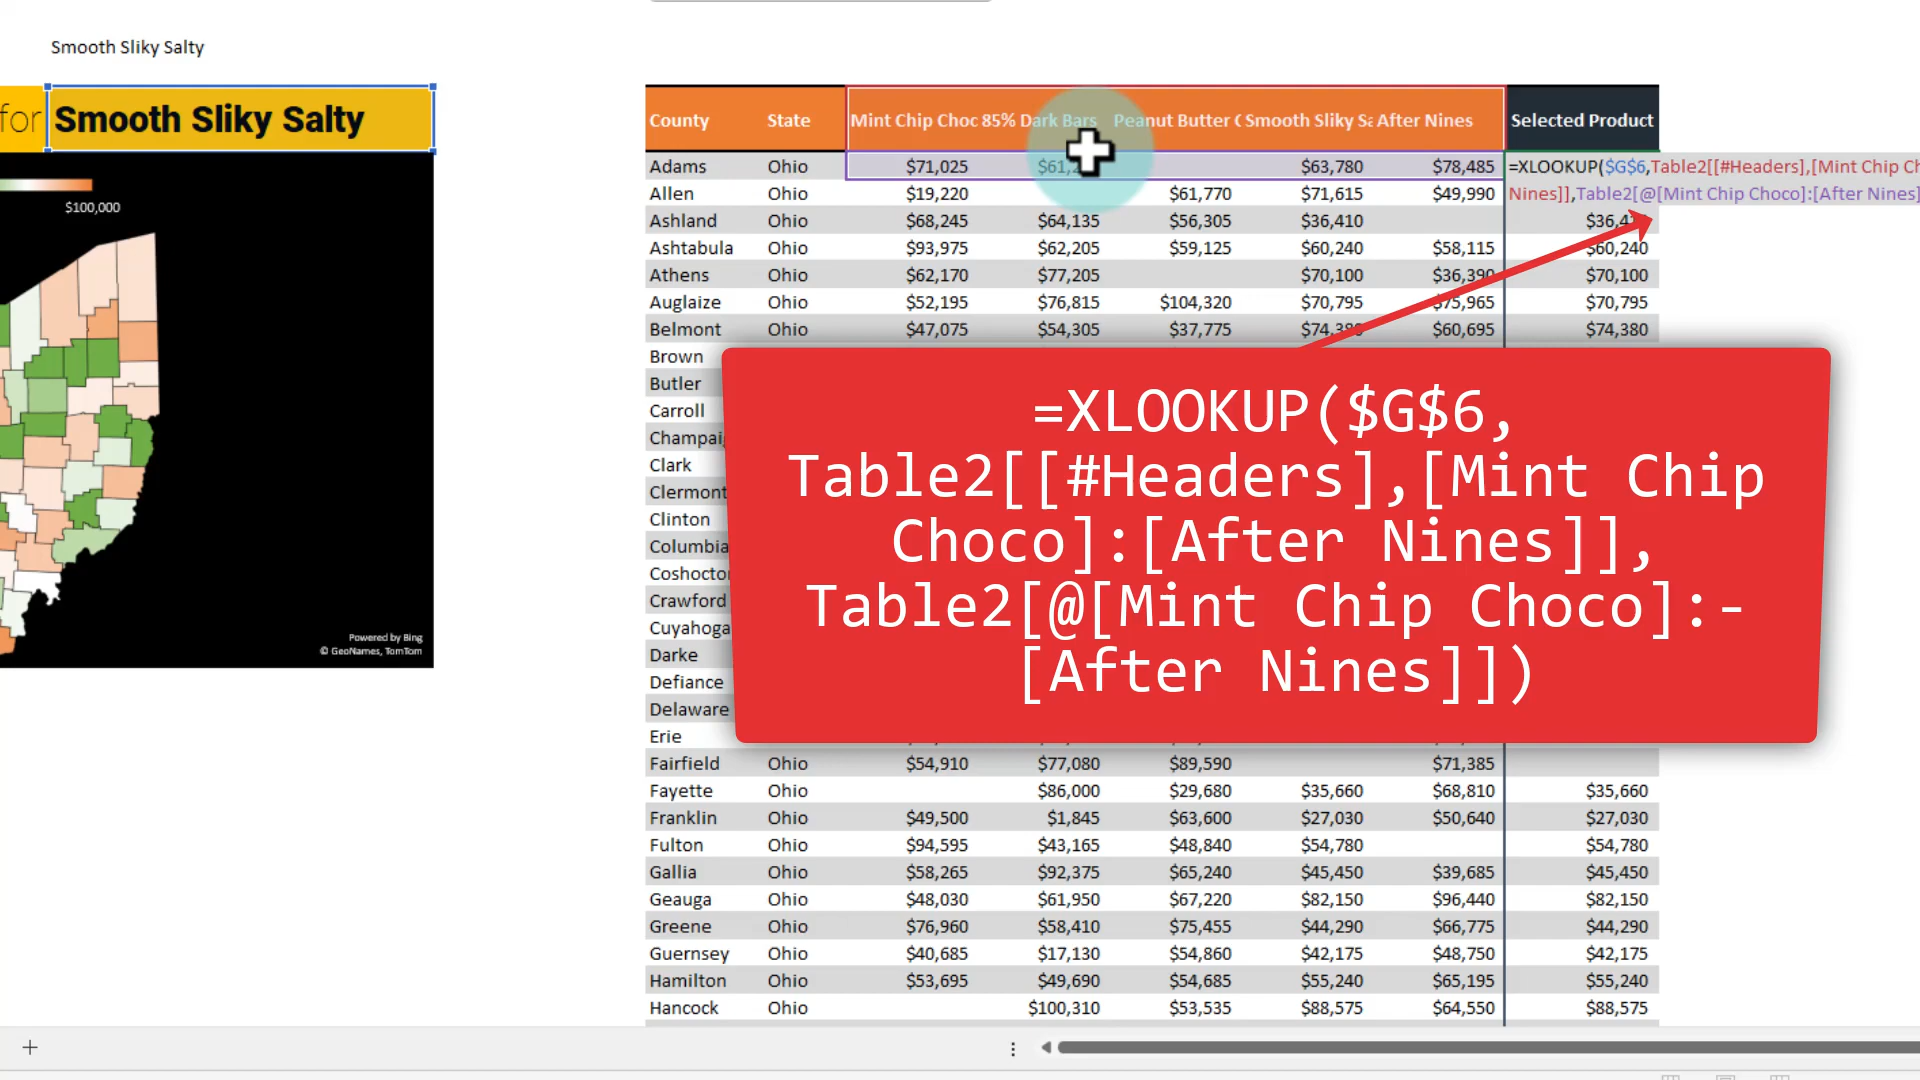 Smooth Sliky Salty
for Smooth Sliky Salty
$100,000
Powered by Bing
© GeoNames, TomTom
County State Mint Chip Choc 85% Dark Bars Peanut Butter C Smooth Sliky Sa After Nines Selected Product
Adams Ohio $71,025 $63,780 $78,485 =XLOOKUP($G$6,Table2[[#Headers],[Mint Ch
Nines]],Table2[@[Mint Chip Choco]:[After Nines]
Allen Ohio $19,220 $61,770 $71,615 $49,990
Ashland Ohio $68,245 $64,135 $56,305 $36,410
Ashtabula Ohio $93,975 $62,205 $59,125 $60,240 $58,115 $60,240
Athens Ohio $62,170 $77,205 $70,100 $36,390 $70,100
Auglaize Ohio $52,195 $76,815 $104,320 $70,795 $75,965 $70,795
Belmont Ohio $47,075 $54,305 $37,775 $74,380 $60,695 $74,380
Brown
Butler
Carroll
Champai
Clark
Clermont
Clinton
Columbia
Coshocto
Crawford
Cuyahoga
Darke
Defiance
Delaware
Erie
=XLOOKUP($G$6,
Table2[[#Headers],[Mint Chip
Choco]:[After Nines]],
Table2[@[Mint Chip Choco]:-
[After Nines]])
Fairfield Ohio $54,910 $77,080 $89,590 $71,385
Fayette Ohio $86,000 $29,680 $35,660 $68,810 $35,660
Franklin Ohio $49,500 $1,845 $63,600 $27,030 $50,640 $27,030
Fulton Ohio $94,595 $43,165 $48,840 $54,780 $54,780
Gallia Ohio $58,265 $92,375 $65,240 $45,450 $39,685 $45,450
Geauga Ohio $48,030 $61,950 $67,220 $82,150 $96,440 $82,150
Greene Ohio $76,960 $58,410 $75,455 $44,290 $66,775 $44,290
Guernsey Ohio $40,685 $17,130 $54,860 $42,175 $48,750 $42,175
Hamilton Ohio $53,695 $49,690 $54,685 $55,240 $65,195 $55,240
Hancock Ohio $100,310 $53,535 $88,575 $64,550 $88,575